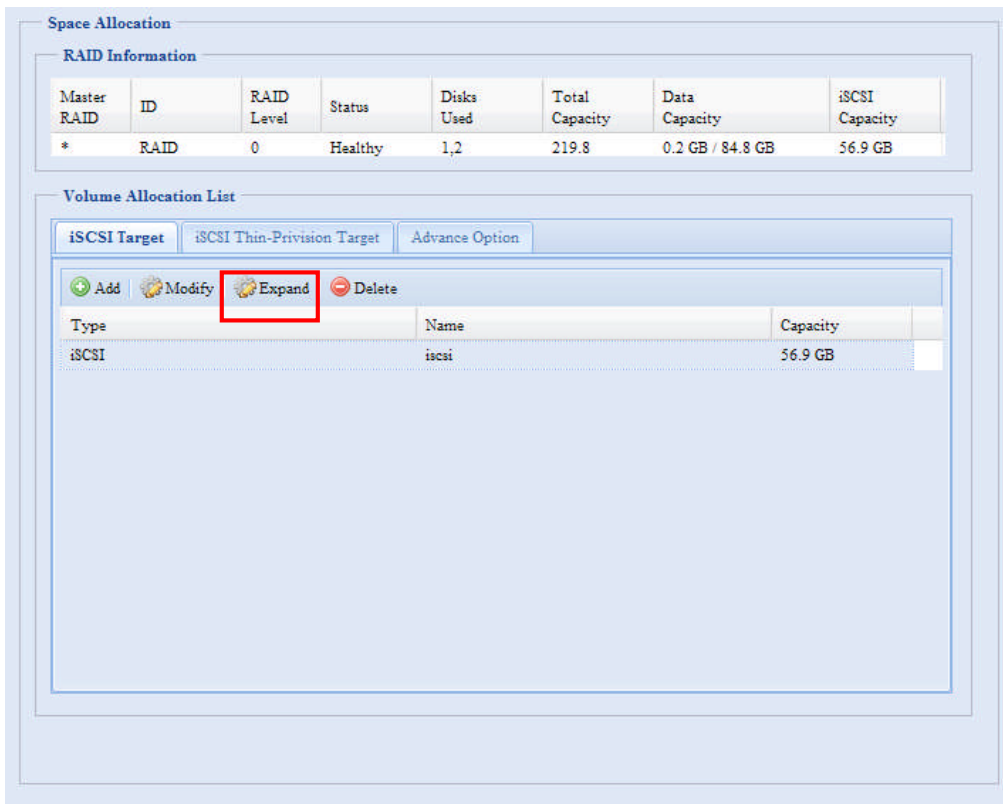 Space Allocation
RAID Information
Master RAID ID RAID Level Status Disks Used Total Capacity Data Capacity iSCSI Capacity
* RAID 0 Healthy 1,2 219.8 0.2 GB / 84.8 GB 56.9 GB
Volume Allocation List
iSCSI Target iSCSI Thin-Privision Target Advance Option
Add Modify Expand Delete
Type Name Capacity
iSCSI iscsi 56.9 GB